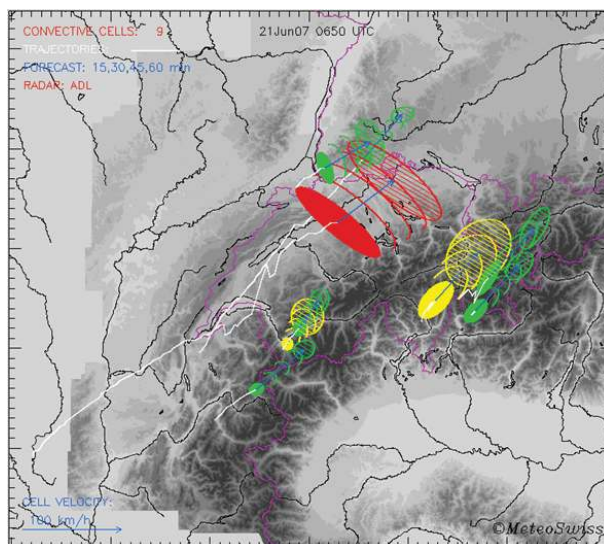 CONVECTIVE CELLS: 9
21Jun07 0650 UTC
TRAJECTORIES:
FORECAST: 15,30,45,60 min
RADAR: ADL
CELL VELOCITY:
100 km/h
©MeteoSwiss